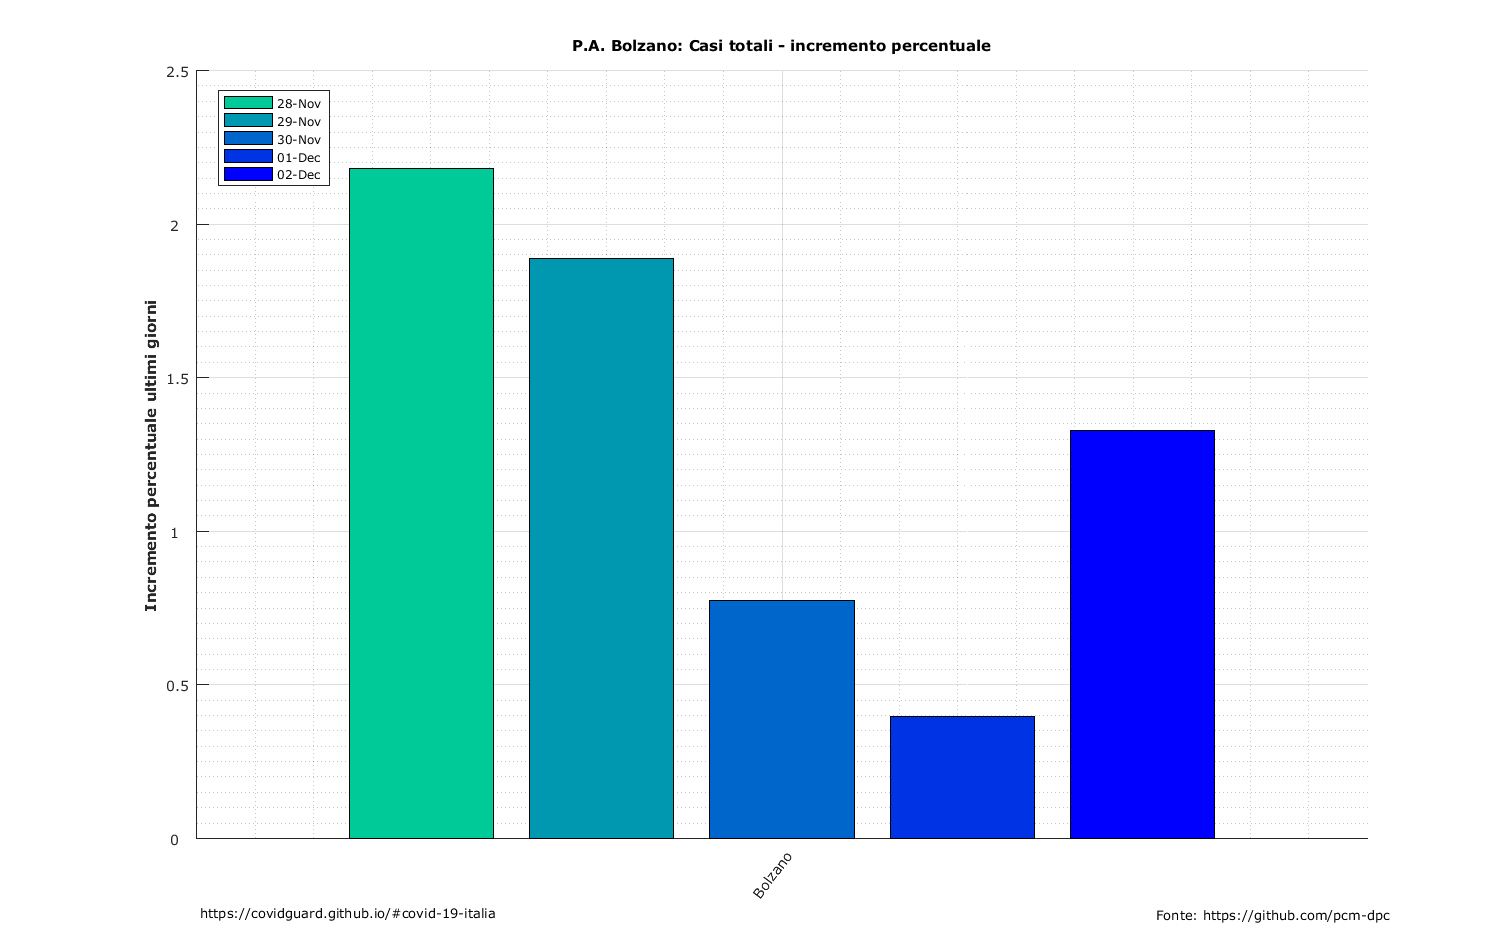 P.A. Bolzano: Casi totali - incremento percentuale
Incremento percentuale ultimi giorni
2.5
2
1.5
1
0.5
0
28-Nov
29-Nov
30-Nov
01-Dec
02-Dec
Bolzano
https://covidguard.github.io/#covid-19-italia
Fonte: https://github.com/pcm-dpc